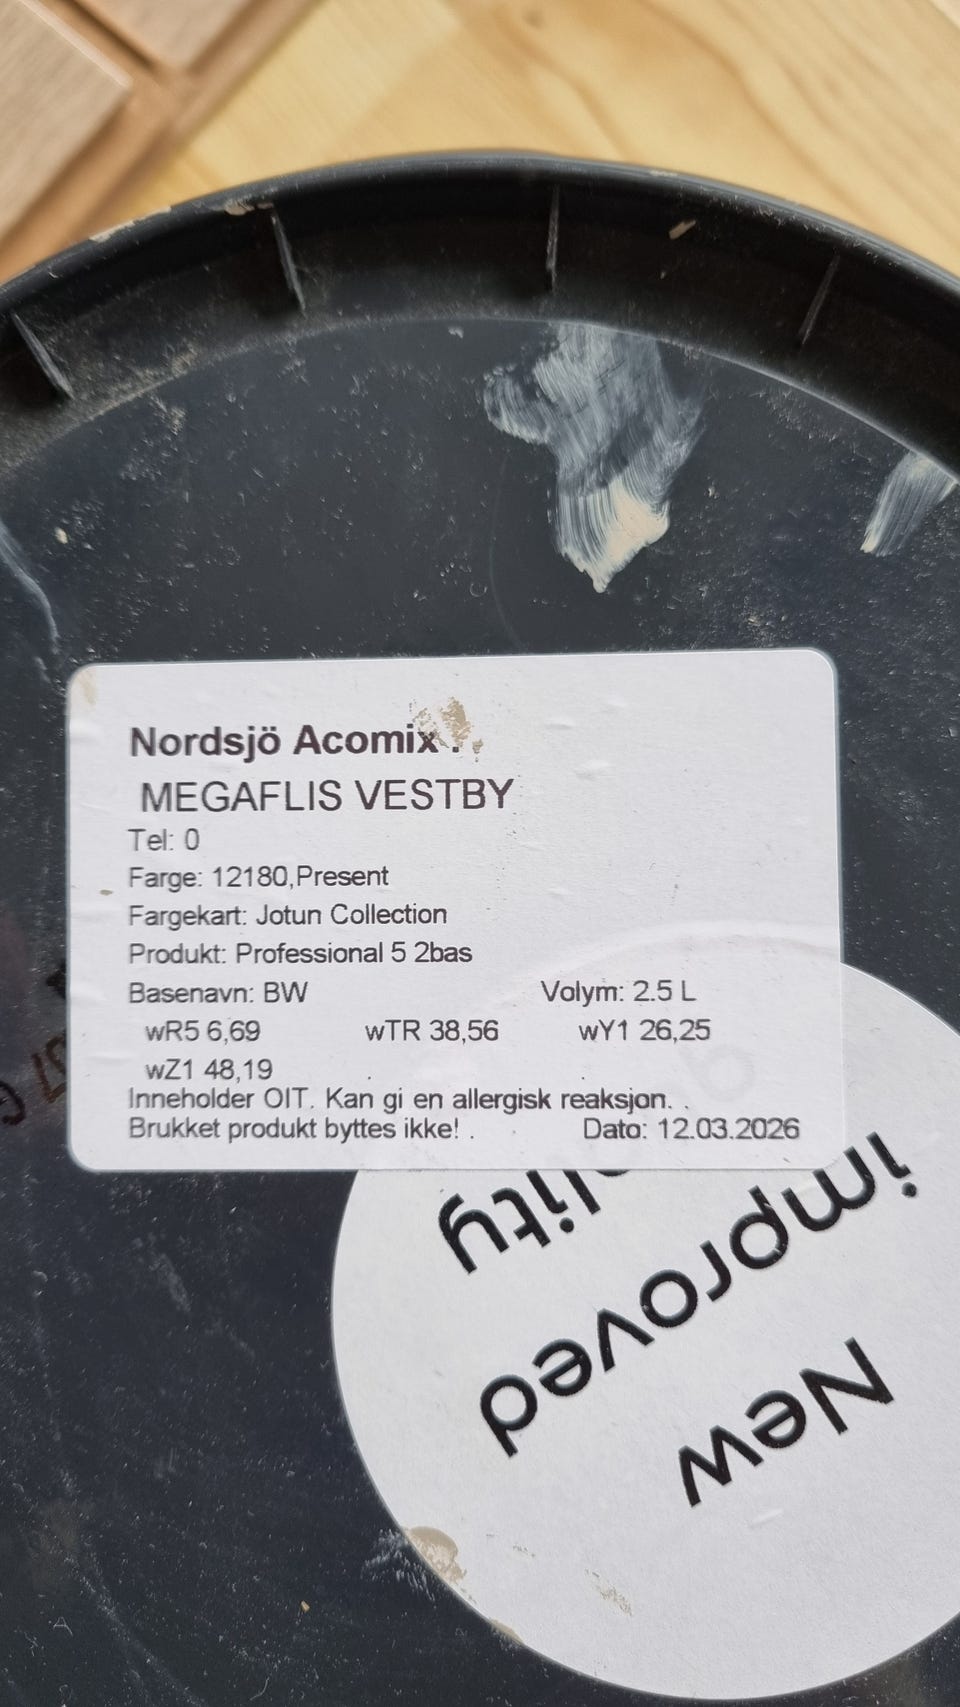 Nordsjö Acomix .
MEGAFLIS VESTBY
Tel: 0
Farge: 12180,Present
Fargekart: Jotun Collection
Produkt: Professional 5 2bas
Basenavn: BW Volym: 2.5 L
wR5 6,69 wTR 38,56 wY1 26,25
wZ1 48,19 . .
Inneholder OIT. Kan gi en allergisk reaksjon. .
Brukket produkt byttes ikke! . Dato: 12.03.2026
New
improved